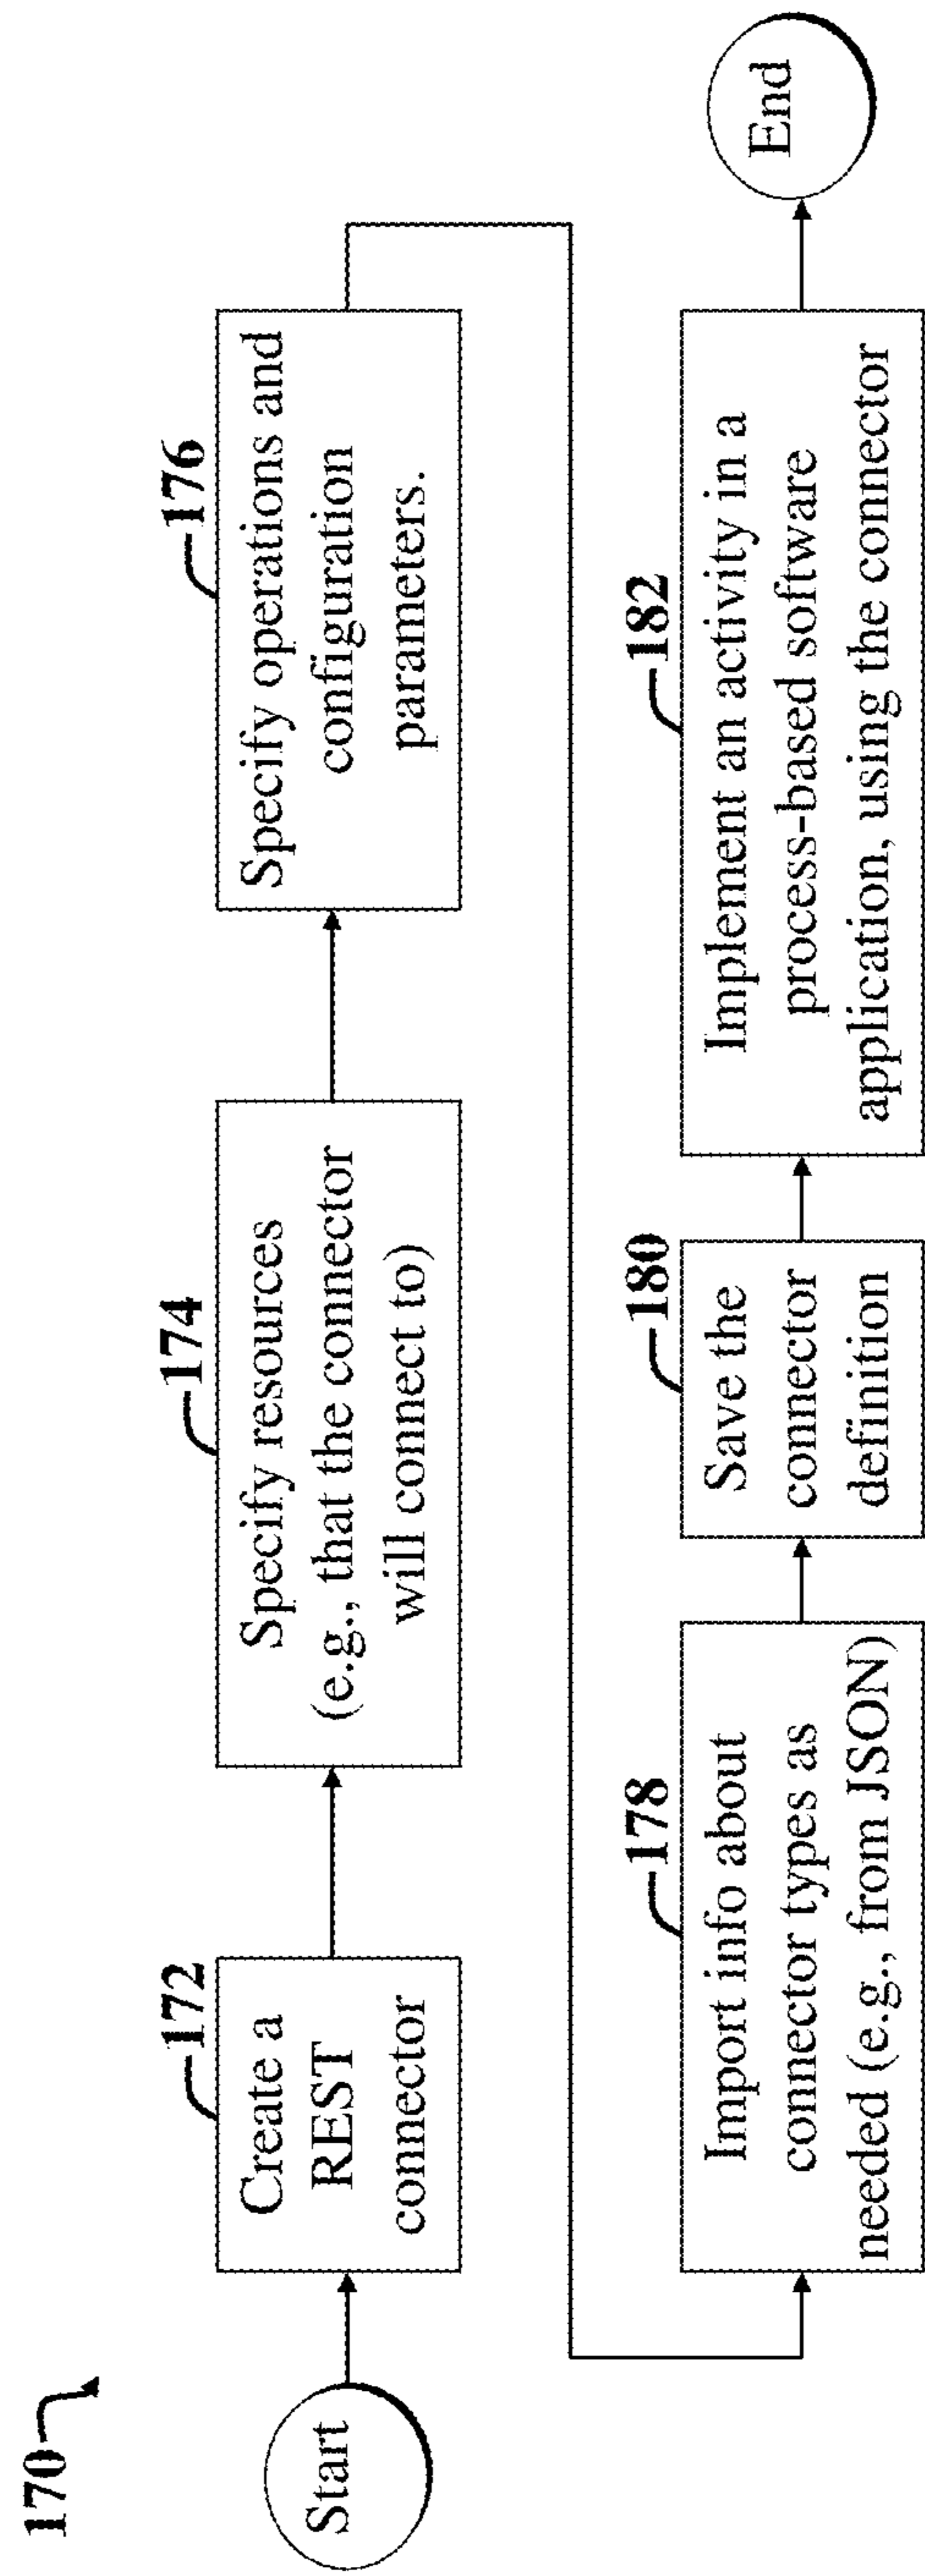 170
Start
172
Create a
REST
connector
174
Specify resources
(e.g., that the connector
will connect to)
176
Specify operations and
configuration
parameters.
178
Import info about
connector types as
needed (e.g., from JSON)
180
Save the
connector
definition
182
Implement an activity in a
process-based software
application, using the connector
End